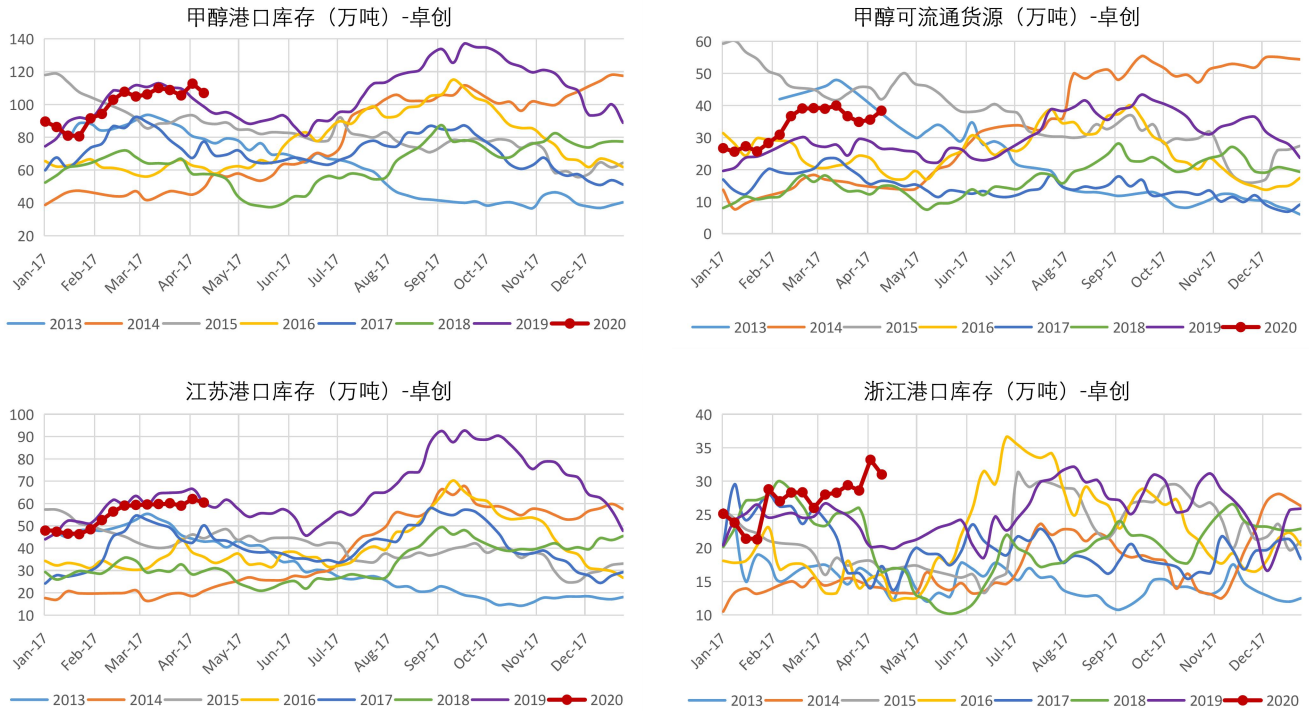 甲醇港口库存（万吨）-卓创
140
120
100
80
60
40
20
Jan-17 Feb-17 Mar-17 Apr-17 May-17 Jun-17 Jul-17 Aug-17 Sep-17 Oct-17 Nov-17 Dec-17
2013 2014 2015 2016 2017 2018 2019 2020
甲醇可流通货源（万吨）-卓创
60
50
40
30
20
10
0
Jan-17 Feb-17 Mar-17 Apr-17 May-17 Jun-17 Jul-17 Aug-17 Sep-17 Oct-17 Nov-17 Dec-17
2013 2014 2015 2016 2017 2018 2019 2020
江苏港口库存（万吨）-卓创
100
90
80
70
60
50
40
30
20
10
Jan-17 Feb-17 Mar-17 Apr-17 May-17 Jun-17 Jul-17 Aug-17 Sep-17 Oct-17 Nov-17 Dec-17
2013 2014 2015 2016 2017 2018 2019 2020
浙江港口库存（万吨）-卓创
40
35
30
25
20
15
10
Jan-17 Feb-17 Mar-17 Apr-17 May-17 Jun-17 Jul-17 Aug-17 Sep-17 Oct-17 Nov-17 Dec-17
2013 2014 2015 2016 2017 2018 2019 2020